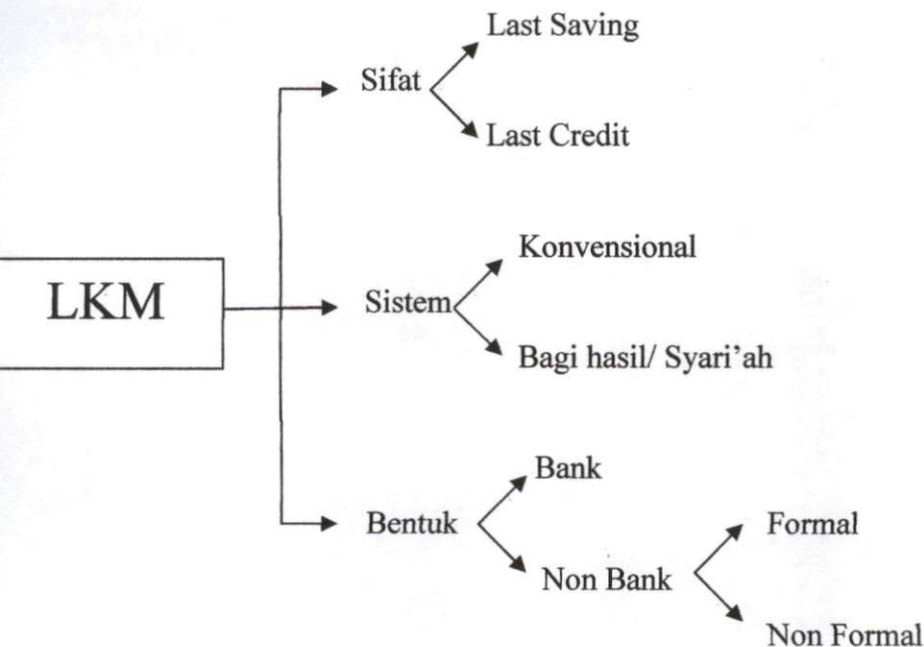 Last Saving
Sifat
Last Credit
Konvensional
LKM
Sistem
Bagi hasil/ Syari'ah
Bank
Bentuk
Formal
Non Bank
Non Formal